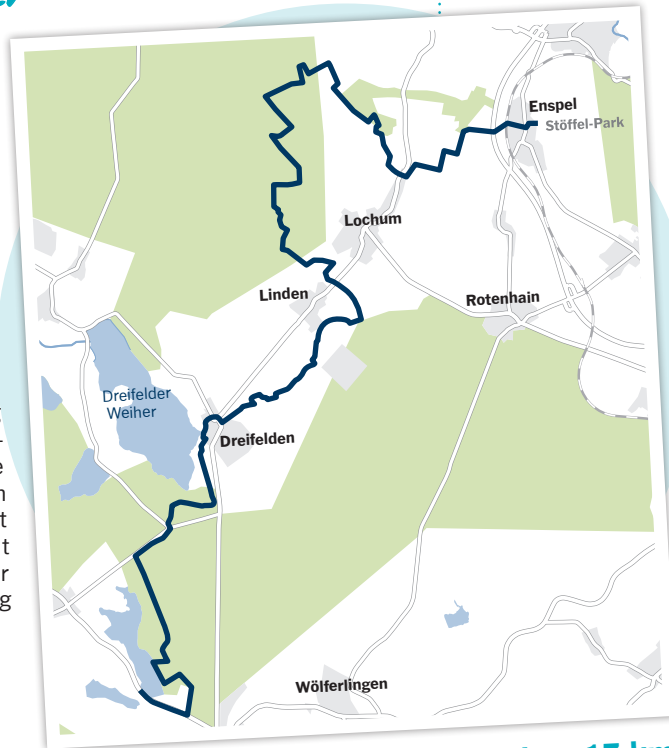 Enspel
Stöffel-Park
Lochum
Linden
Rotenhain
Dreifelder
Weiher
Dreifelden
Wölferlingen